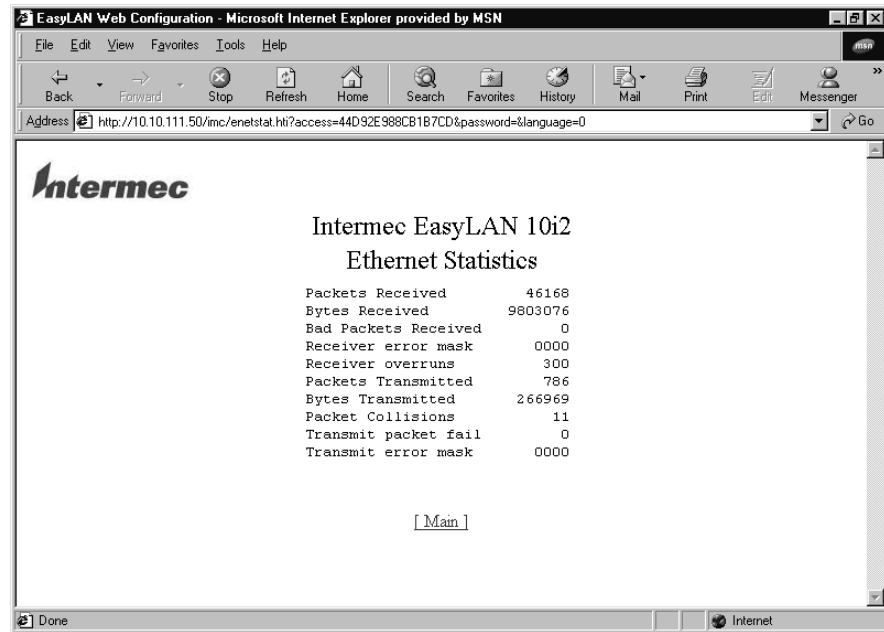 EasyLAN Web Configuration - Microsoft Internet Explorer provided by MSN
File Edit View Favorites Tools Help
msn
Back Forward Stop Refresh Home Search Favorites History Mail Print Edit Messenger »
Address http://10.10.111.50/imc/enetstat.hti?access=44D92E988CB1B7CD&password=&language=0 Go
Intermec
Intermec EasyLAN 10i2
Ethernet Statistics
Packets Received 46168
Bytes Received 9803076
Bad Packets Received 0
Receiver error mask 0000
Receiver overruns 300
Packets Transmitted 786
Bytes Transmitted 266969
Packet Collisions 11
Transmit packet fail 0
Transmit error mask 0000
[ Main ]
Done Internet